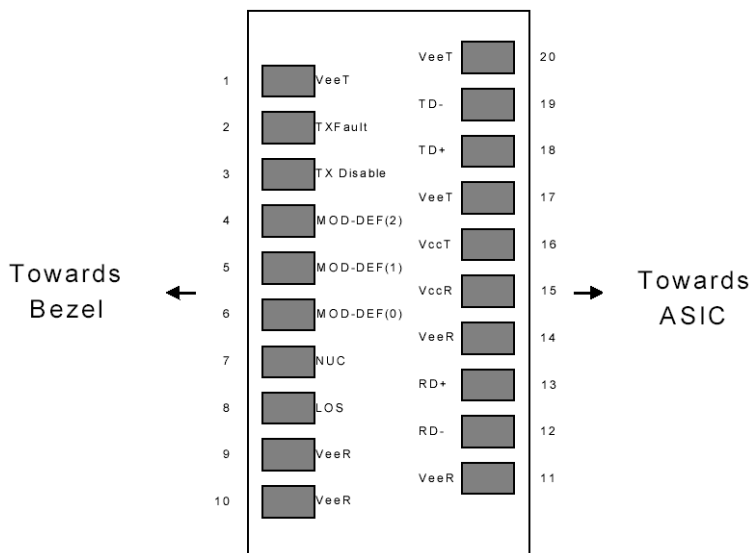 VeeT 20
1 VeeT
TD- 19
2 TXFault
TD+ 18
3 TX Disable
VeeT 17
4 MOD-DEF(2)
VccT 16
5 MOD-DEF(1)
Towards
Bezel
VccR 15
Towards
ASIC
6 MOD-DEF(0)
VeeR 14
7 NUC
RD+ 13
8 LOS
RD- 12
9 VeeR
VeeR 11
10 VeeR